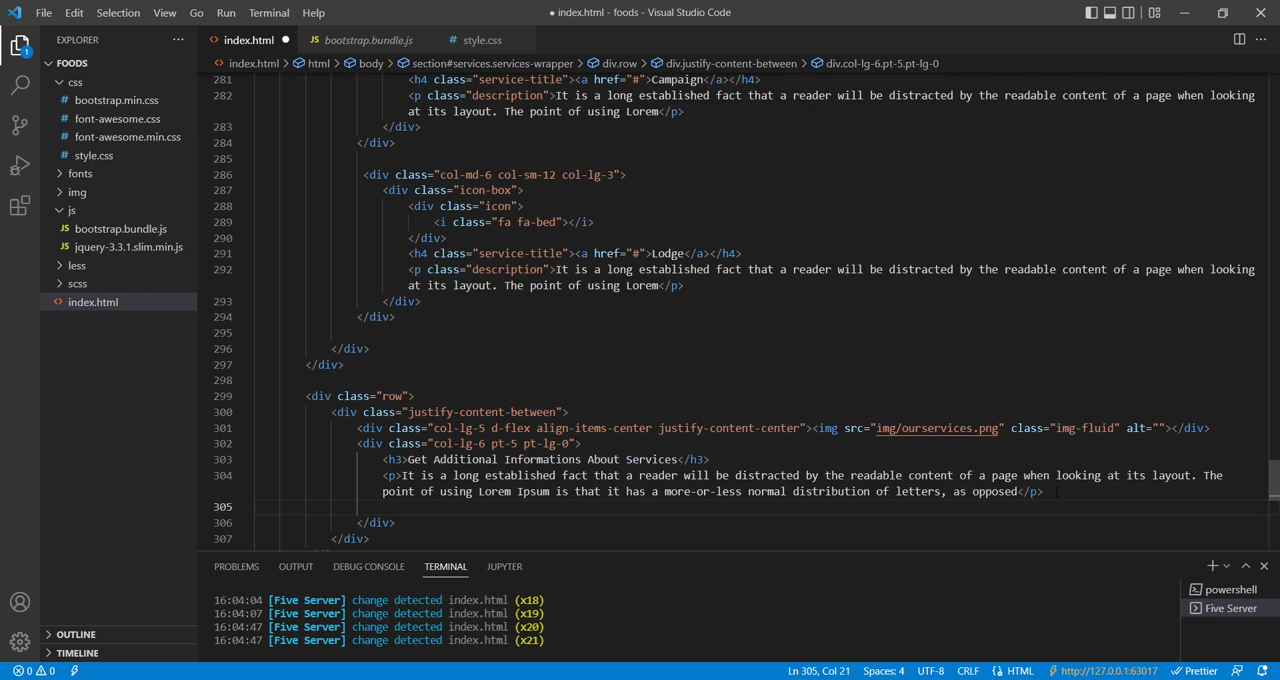 File Edit Selection View Go Run Terminal Help
● index.html - foods - Visual Studio Code
EXPLORER
index.html
JS bootstrap.bundle.js
# style.css
index.html > html > body > section#services.services-wrapper > div.row > div.justify-content-between > div.col-lg-6.pt-5.pt-lg-0
FOODS
css
# bootstrap.min.css
# font-awesome.css
# font-awesome.min.css
# style.css
fonts
img
js
JS bootstrap.bundle.js
JS jquery-3.3.1.slim.min.js
less
scss
index.html
281 <h4 class="service-title"><a href="#">Campaign</a></h4>
282 <p class="description">It is a long established fact that a reader will be distracted by the readable content of a page when looking
at its layout. The point of using Lorem</p>
283 </div>
284 </div>
285
286 <div class="col-md-6 col-sm-12 col-lg-3">
287 <div class="icon-box">
288 <div class="icon">
289 <i class="fa fa-bed"></i>
290 </div>
291 <h4 class="service-title"><a href="#">Lodge</a></h4>
292 <p class="description">It is a long established fact that a reader will be distracted by the readable content of a page when looking
at its layout. The point of using Lorem</p>
293 </div>
294 </div>
295
296 </div>
297 </div>
298
299 <div class="row">
300 <div class="justify-content-between">
301 <div class="col-lg-5 d-flex align-items-center justify-content-center"><img src="img/ourservices.png" class="img-fluid" alt=""></div>
302 <div class="col-lg-6 pt-5 pt-lg-0">
303 <h3>Get Additional Informations About Services</h3>
304 <p>It is a long established fact that a reader will be distracted by the readable content of a page when looking at its layout. The
point of using Lorem Ipsum is that it has a more-or-less normal distribution of letters, as opposed</p>
305
306 </div>
307 </div>
PROBLEMS OUTPUT DEBUG CONSOLE TERMINAL JUPYTER
16:04:04 [Five Server] change detected index.html (x18)
16:04:07 [Five Server] change detected index.html (x19)
16:04:47 [Five Server] change detected index.html (x20)
16:04:47 [Five Server] change detected index.html (x21)
powershell
Five Server
1
OUTLINE
TIMELINE
0 0
Ln 305, Col 21 Spaces: 4 UTF-8 CRLF HTML http://127.0.0.1:63017 Prettier